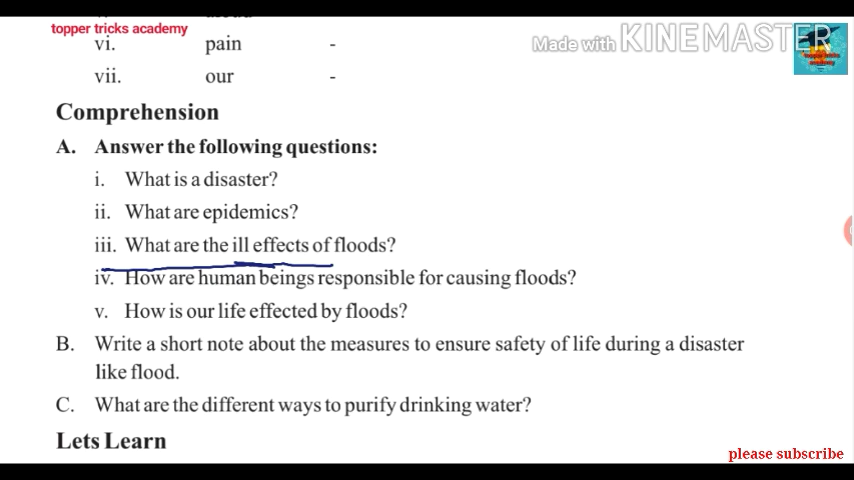 topper tricks academy
vi. pain -
Made with KINEMASTER
vii. our -
Comprehension
A. Answer the following questions:
i. What is a disaster?
ii. What are epidemics?
iii. What are the ill effects of floods?
iv. How are human beings responsible for causing floods?
v. How is our life effected by floods?
B. Write a short note about the measures to ensure safety of life during a disaster
like flood.
C. What are the different ways to purify drinking water?
Lets Learn
please subscribe